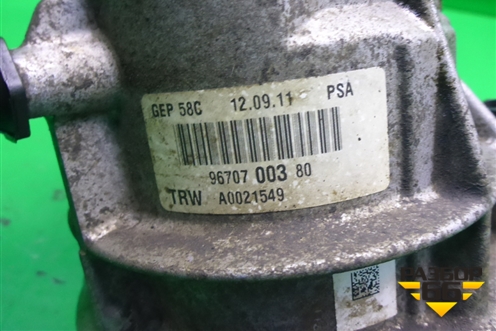 GEP 58C 12.09.11 PSA
96707 003 80
TRW A0021549